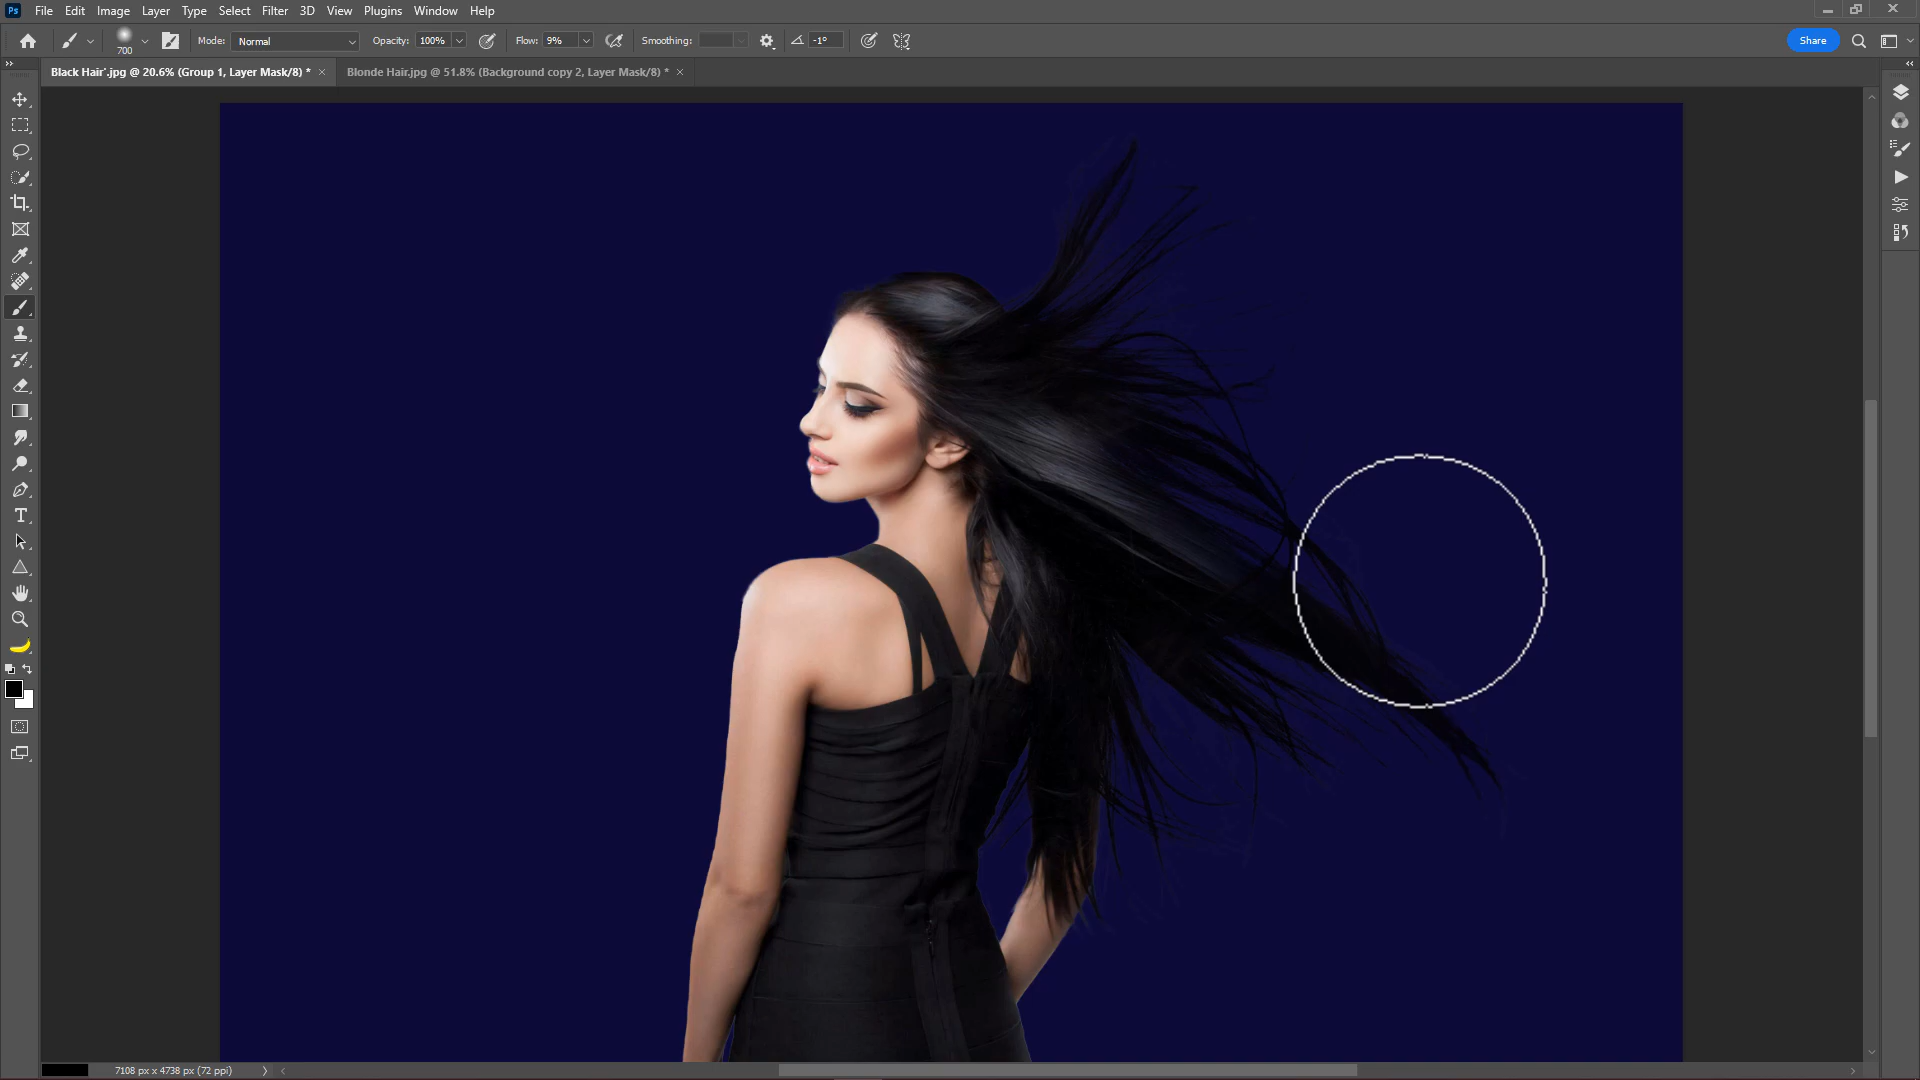 Ps File Edit Image Layer Type Select Filter 3D View Plugins Window Help
700 Mode: Normal Opacity: 100% Flow: 9% Smoothing: -1° Share
Black Hair'.jpg @ 20.6% (Group 1, Layer Mask/8) * Blonde Hair.jpg @ 51.8% (Background copy 2, Layer Mask/8) *
T
7108 px x 4738 px (72 ppi)